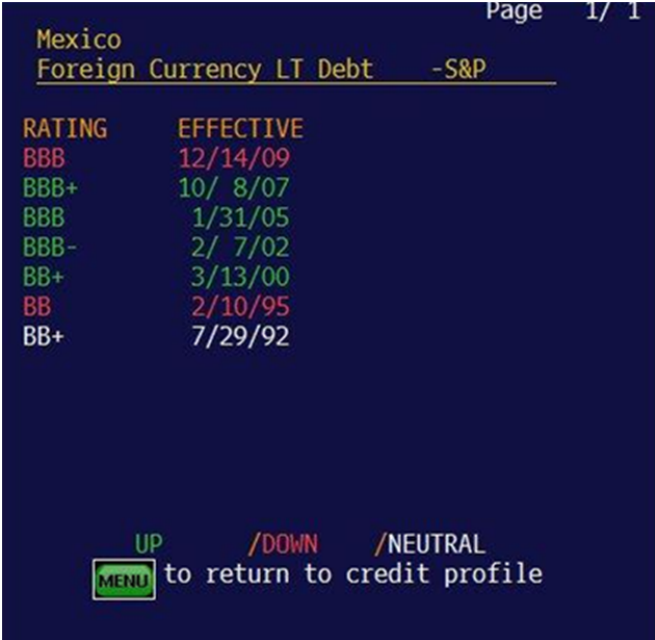 Page 1/ 1
Mexico
Foreign Currency LT Debt -S&P
RATING EFFECTIVE
BBB 12/14/09
BBB+ 10/ 8/07
BBB 1/31/05
BBB- 2/ 7/02
BB+ 3/13/00
BB 2/10/95
BB+ 7/29/92
UP /DOWN /NEUTRAL
MENU to return to credit profile